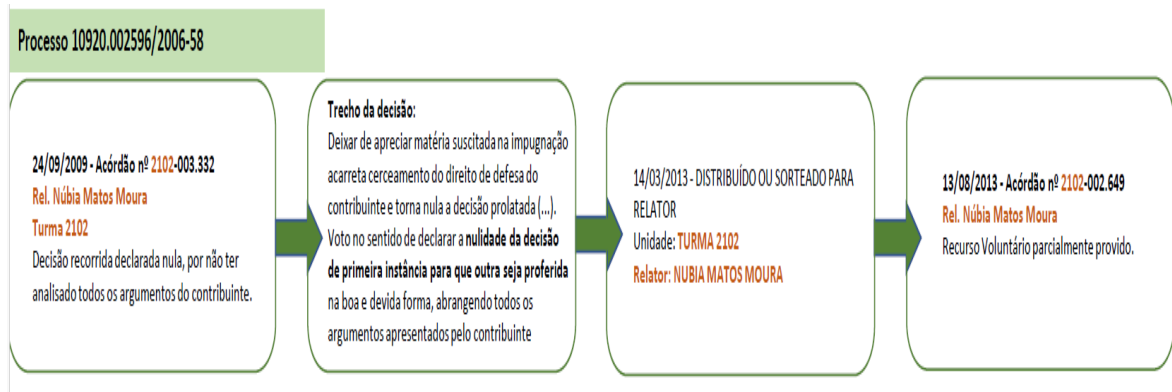 Processo 10920.002596/2006-58
24/09/2009 - Acórdão nº 2102-003.332
Rel. Núbia Matos Moura
Turma 2102
Decisão recorrida declarada nula, por não ter
analisado todos os argumentos do contribuinte.
Trecho da decisão:
Deixar de apreciar matéria suscitada na impugnação
acarreta cerceamento do direito de defesa do
contribuinte e torna nula a decisão prolatada (...).
Voto no sentido de declarar a nulidade da decisão
de primeira instância para que outra seja proferida
na boa e devida forma, abrangendo todos os
argumentos apresentados pelo contribuinte
14/03/2013 - DISTRIBUÍDO OU SORTEADO PARA
RELATOR
Unidade: TURMA 2102
Relator: NUBIA MATOS MOURA
13/08/2013 - Acórdão nº 2102-002.649
Rel. Núbia Matos Moura
Recurso Voluntário parcialmente provido.